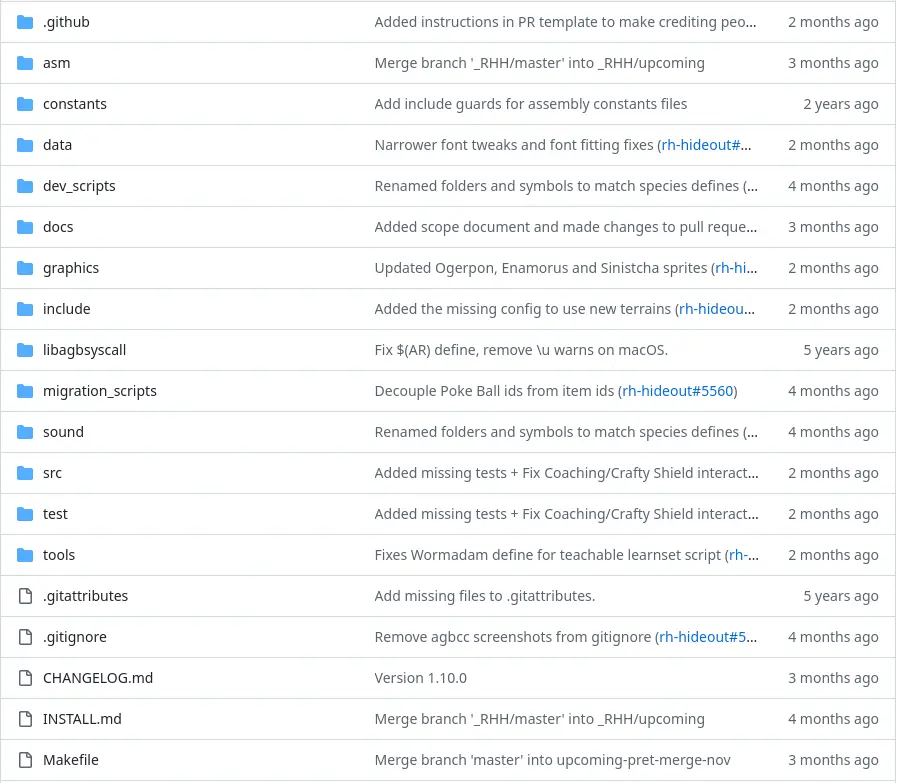 .github Added instructions in PR template to make crediting peo... 2 months ago
asm Merge branch '_RHH/master' into _RHH/upcoming 3 months ago
constants Add include guards for assembly constants files 2 years ago
data Narrower font tweaks and font fitting fixes (rh-hideout#... 2 months ago
dev_scripts Renamed folders and symbols to match species defines (... 4 months ago
docs Added scope document and made changes to pull reque... 3 months ago
graphics Updated Ogerpon, Enamorus and Sinistcha sprites (rh-hi... 2 months ago
include Added the missing config to use new terrains (rh-hideou... 2 months ago
libagbsyscall Fix $(AR) define, remove \u warns on macOS. 5 years ago
migration_scripts Decouple Poke Ball ids from item ids (rh-hideout#5560) 4 months ago
sound Renamed folders and symbols to match species defines (... 4 months ago
src Added missing tests + Fix Coaching/Crafty Shield interact... 2 months ago
test Added missing tests + Fix Coaching/Crafty Shield interact... 2 months ago
tools Fixes Wormadam define for teachable learnset script (rh-... 2 months ago
.gitattributes Add missing files to .gitattributes. 5 years ago
.gitignore Remove agbcc screenshots from gitignore (rh-hideout#5... 4 months ago
CHANGELOG.md Version 1.10.0 3 months ago
INSTALL.md Merge branch '_RHH/master' into _RHH/upcoming 4 months ago
Makefile Merge branch 'master' into upcoming-pret-merge-nov 3 months ago